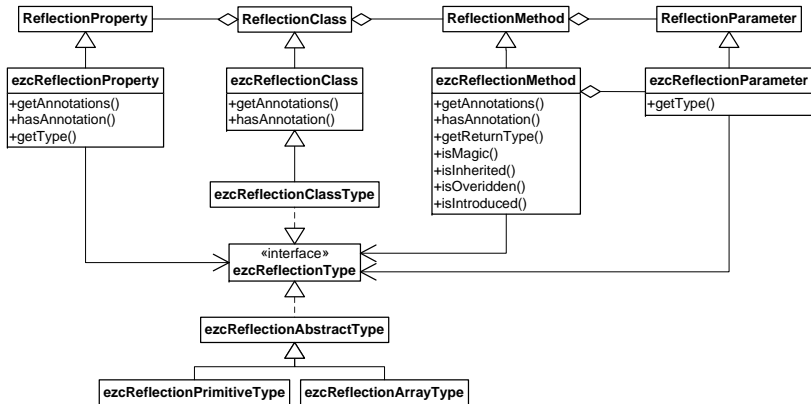 ReflectionProperty
ReflectionClass
ReflectionMethod
ReflectionParameter
ezcReflectionProperty
+getAnnotations()
+hasAnnotation()
+getType()
ezcReflectionClass
+getAnnotations()
+hasAnnotation()
ezcReflectionMethod
+getAnnotations()
+hasAnnotation()
+getReturnType()
+isMagic()
+isInherited()
+isOveridden()
+isIntroduced()
ezcReflectionParameter
+getType()
ezcReflectionClassType
«interface»
ezcReflectionType
ezcReflectionAbstractType
ezcReflectionPrimitiveType
ezcReflectionArrayType